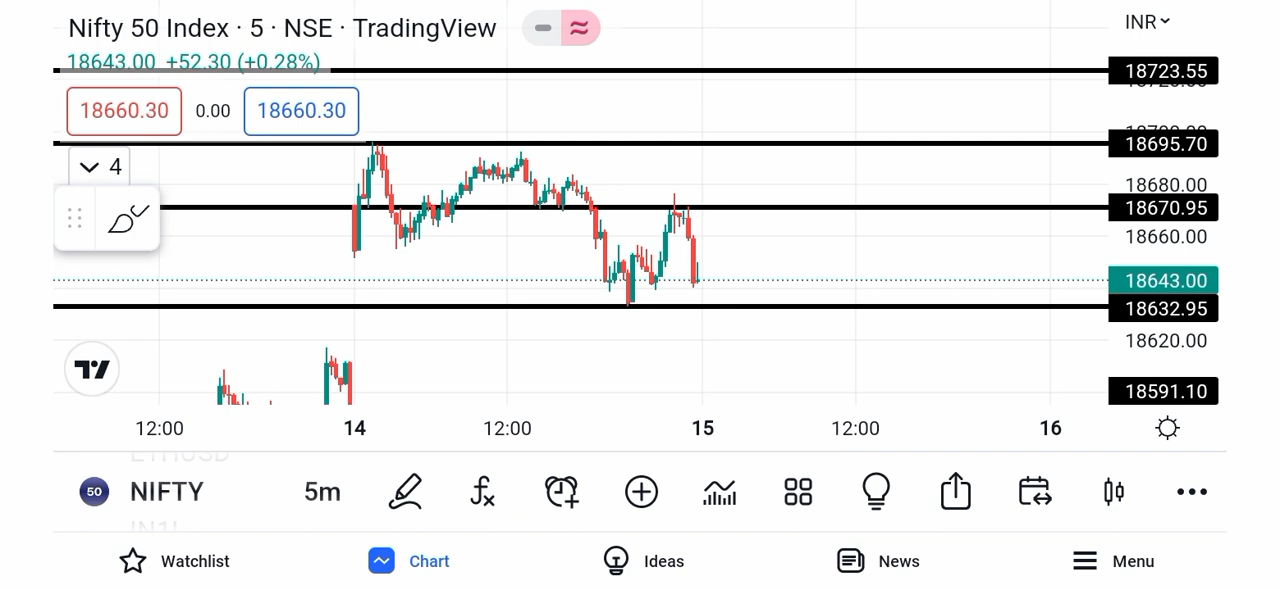 Nifty 50 Index · 5 · NSE · TradingView
INR
18643.00 +52.30 (+0.28%)
18723.55
18660.30 0.00 18660.30
18695.70
4
18680.00
18670.95
18660.00
18643.00
18632.95
18620.00
18591.10
12:00 14 12:00 15 12:00 16
ETHUSD
50 NIFTY 5m
Watchlist Chart Ideas News Menu